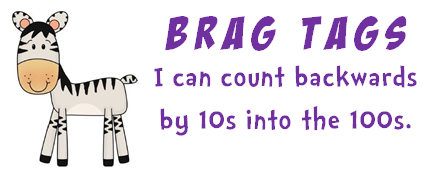 BRAG TAGS
I can count backwards
by 10s into the 100s.